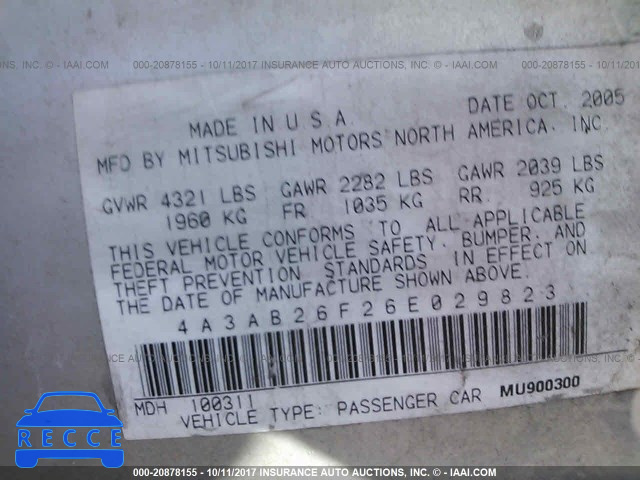 000-20878155 - 10/11/2017 INSURANCE AUTO AUCTIONS, INC. - © IAAI.COM
MADE IN U S A. DATE OCT. 2005
MFD BY MITSUBISHI MOTORS NORTH AMERICA. INC.
GVWR 4321 LBS GAWR 2282 LBS GAWR 2039 LBS
1960 KG FR. 1035 KG RR. 925 KG
THIS VEHICLE CONFORMS TO ALL APPLICABLE
FEDERAL MOTOR VEHICLE SAFETY, BUMPER, AND
THEFT PREVENTION STANDARDS IN EFFECT ON
THE DATE OF MANUFACTURE SHOWN ABOVE.
4A3AB26F26E029823
MDH 100311
VEHICLE TYPE: PASSENGER CAR MU900300
RECCE
000-20878155 - 10/11/2017 INSURANCE AUTO AUCTIONS, INC. - © IAAI.COM